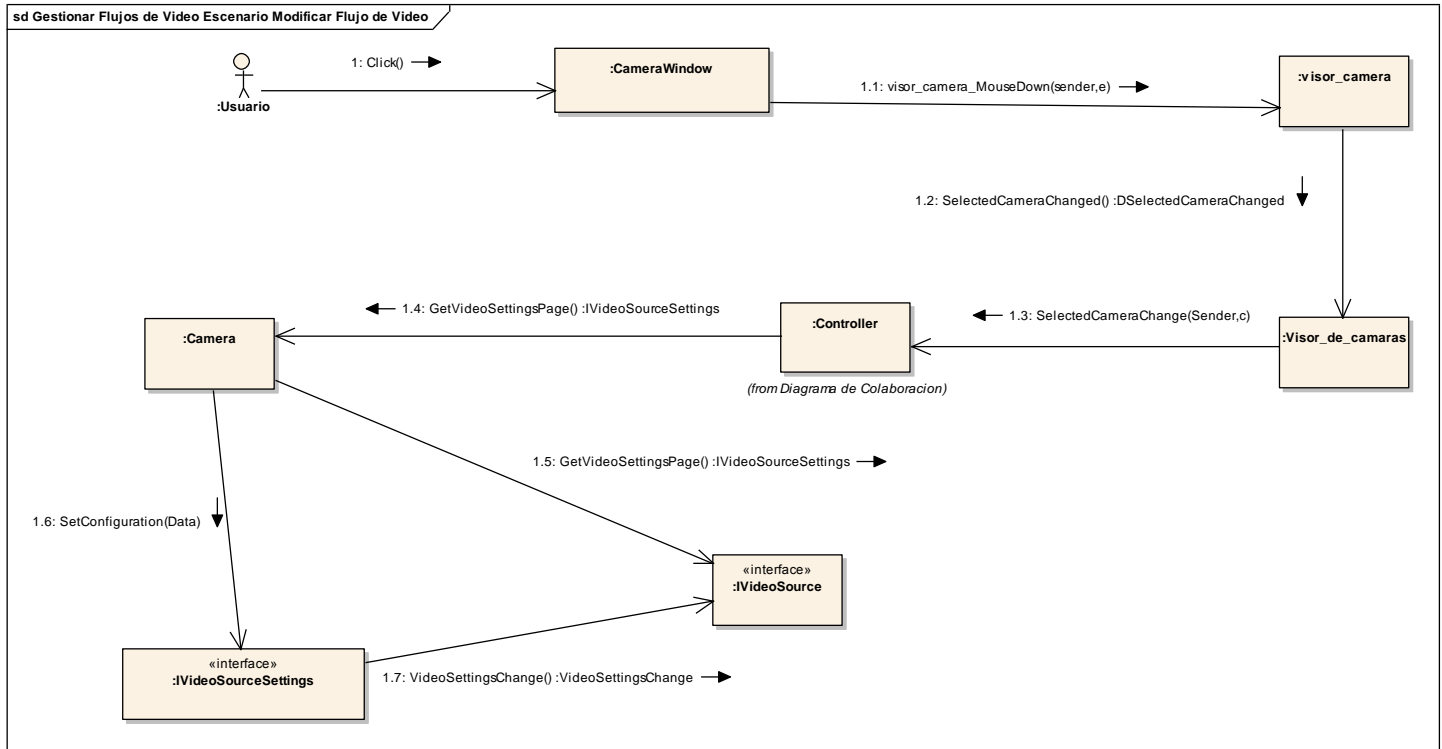 sd Gestionar Flujos de Video Escenario Modificar Flujo de Video
:Usuario
1: Click()
:CameraWindow
1.1: visor_camera_MouseDown(sender,e)
:visor_camera
1.2: SelectedCameraChanged() :DSelectedCameraChanged
:Visor_de_camaras
1.3: SelectedCameraChange(Sender,c)
:Controller
(from Diagrama de Colaboracion)
1.4: GetVideoSettingsPage() :IVideoSourceSettings
:Camera
1.5: GetVideoSettingsPage() :IVideoSourceSettings
1.6: SetConfiguration(Data)
«interface»
:IVideoSource
«interface»
:IVideoSourceSettings
1.7: VideoSettingsChange() :VideoSettingsChange